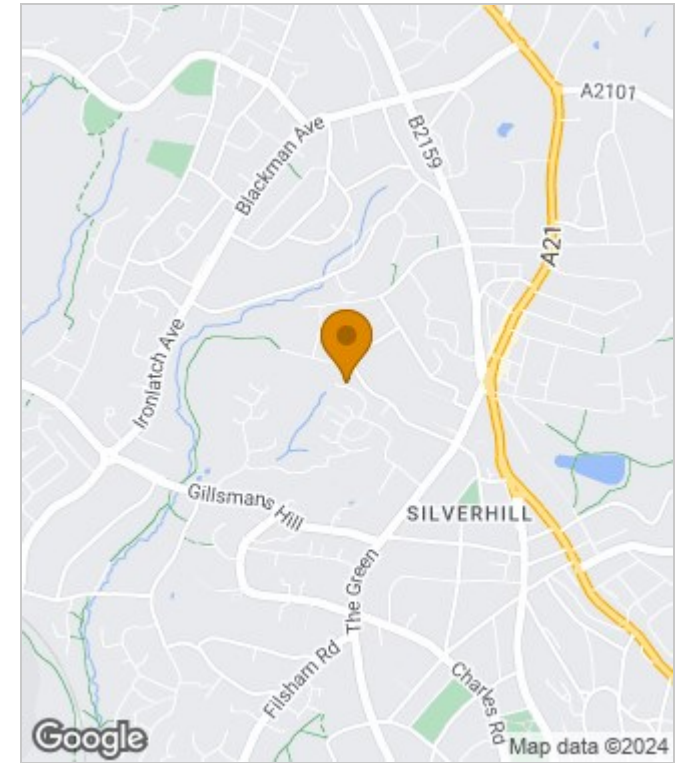 A2101
B2159
Blackman Ave
A21
Ironlatch Ave
Gillsmans Hill
SILVERHILL
The Green
Filsham Rd
Charles Rd
Google
Map data ©2024